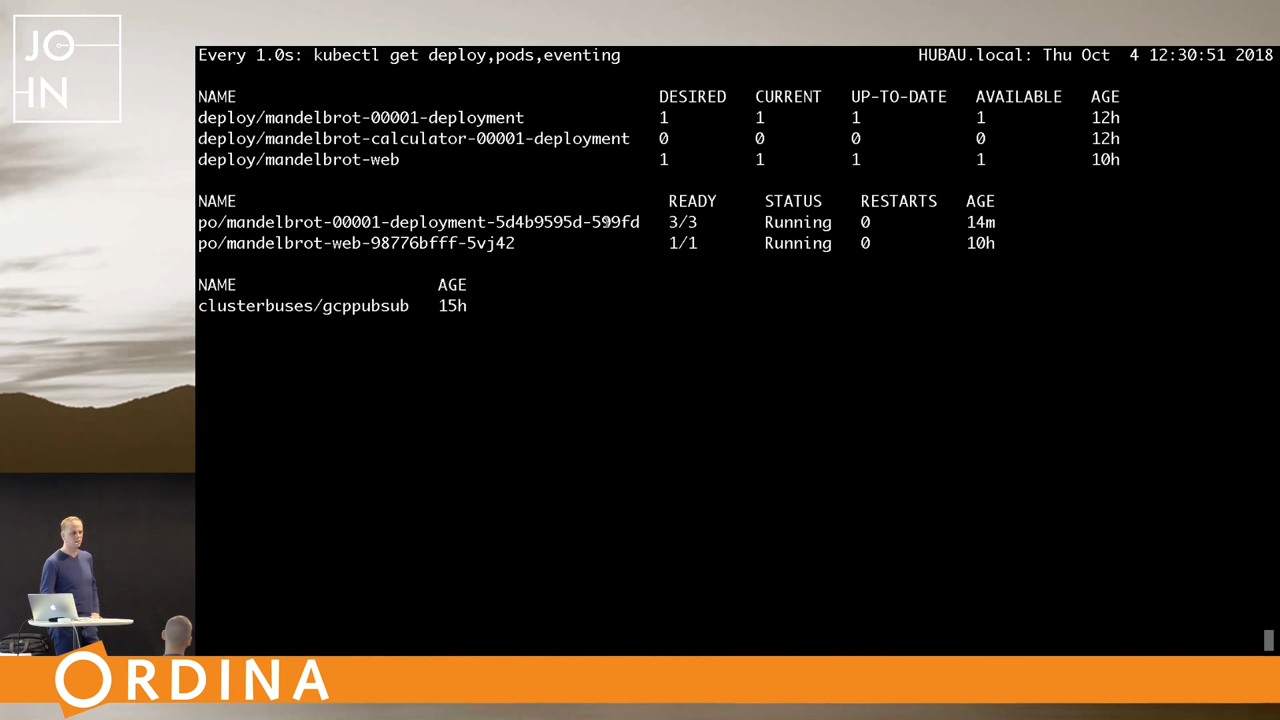 JO
HN
Every 1.0s: kubectl get deploy,pods,eventing HUBAU.local: Thu Oct 4 12:30:51 2018
NAME DESIRED CURRENT UP-TO-DATE AVAILABLE AGE
deploy/mandelbrot-00001-deployment 1 1 1 1 12h
deploy/mandelbrot-calculator-00001-deployment 0 0 0 0 12h
deploy/mandelbrot-web 1 1 1 1 10h
NAME READY STATUS RESTARTS AGE
po/mandelbrot-00001-deployment-5d4b9595d-599fd 3/3 Running 0 14m
po/mandelbrot-web-98776bfff-5vj42 1/1 Running 0 10h
NAME AGE
clusterbuses/gcppubsub 15h
ORDINA